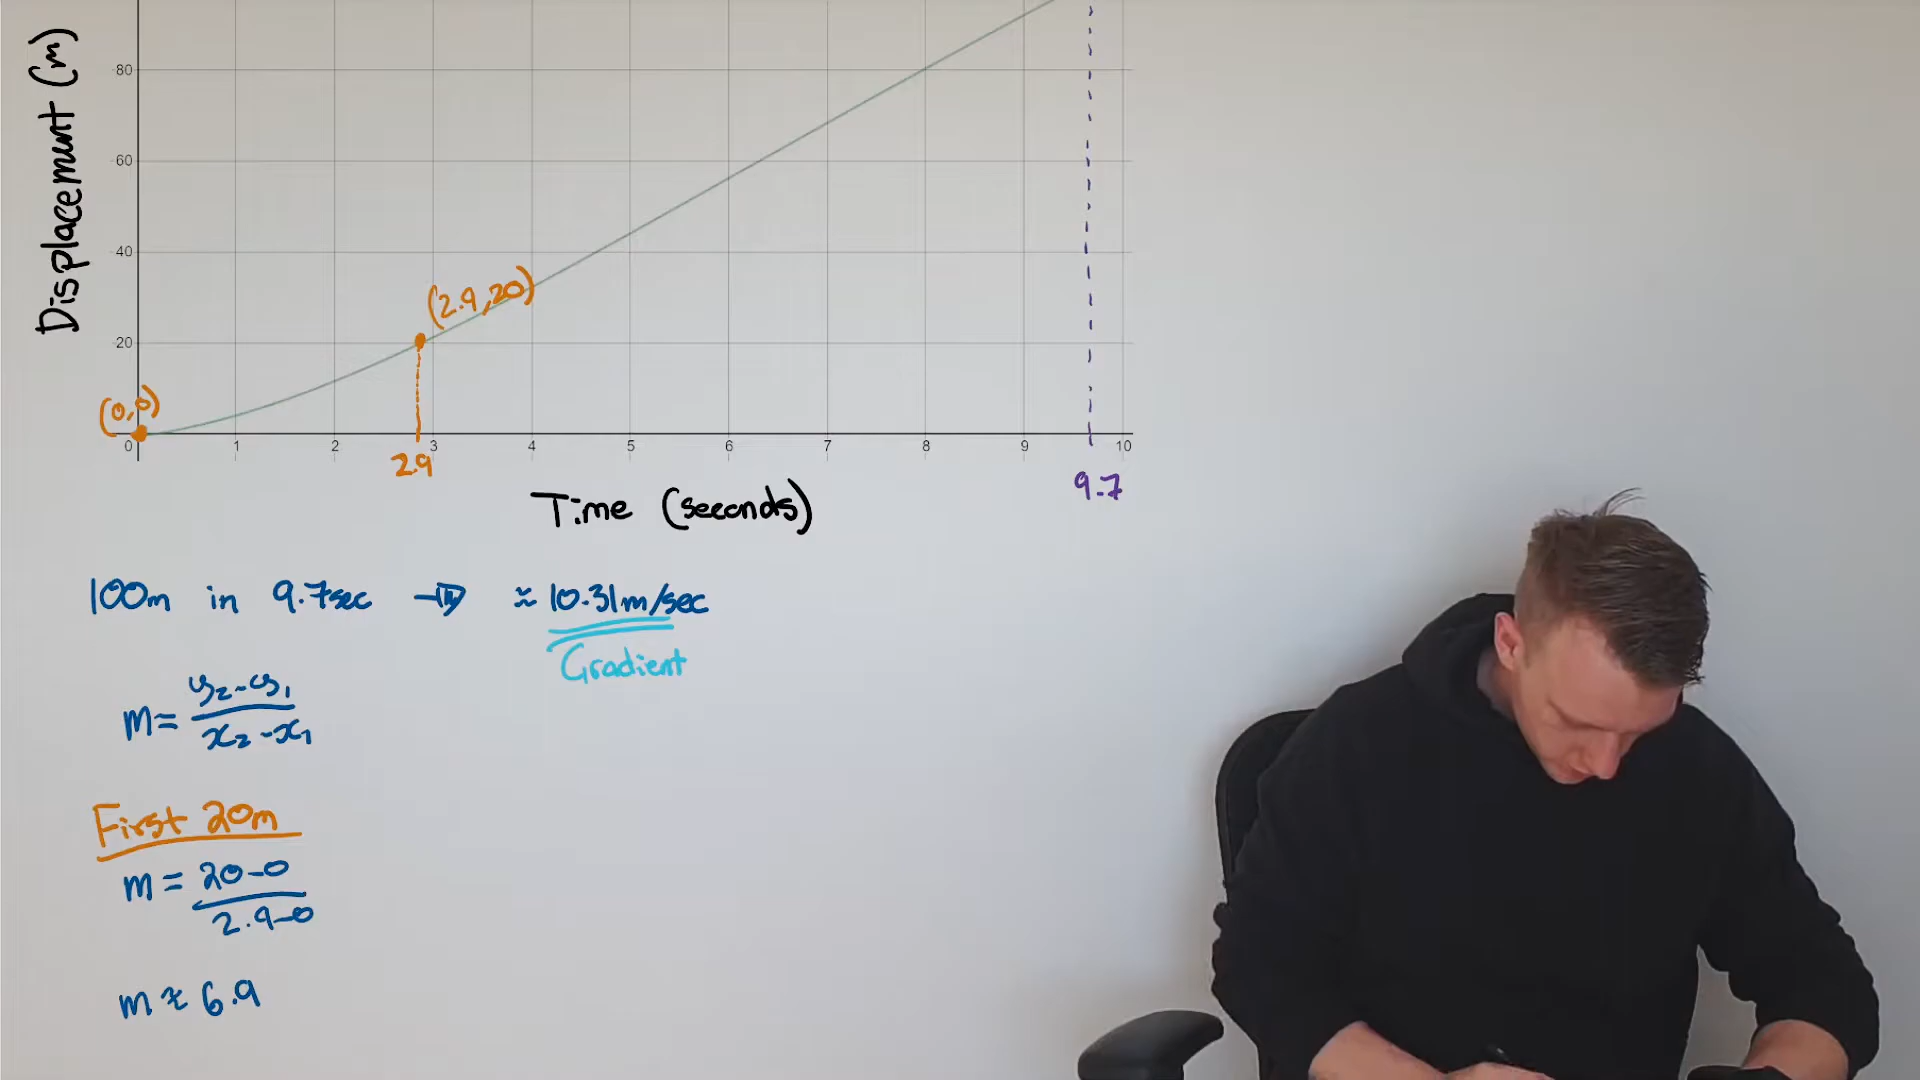 Displacement (m)
80
60
40
20
(2.9,20)
(0,0)
0 1 2 3 4 5 6 7 8 9 10
2.9
9.7
Time (seconds)
100m in 9.7sec → ≈ 10.31m/sec
Gradient
m = y₂-y₁ / x₂-x₁
First 20m
m = 20-0 / 2.9-0
m ≈ 6.9